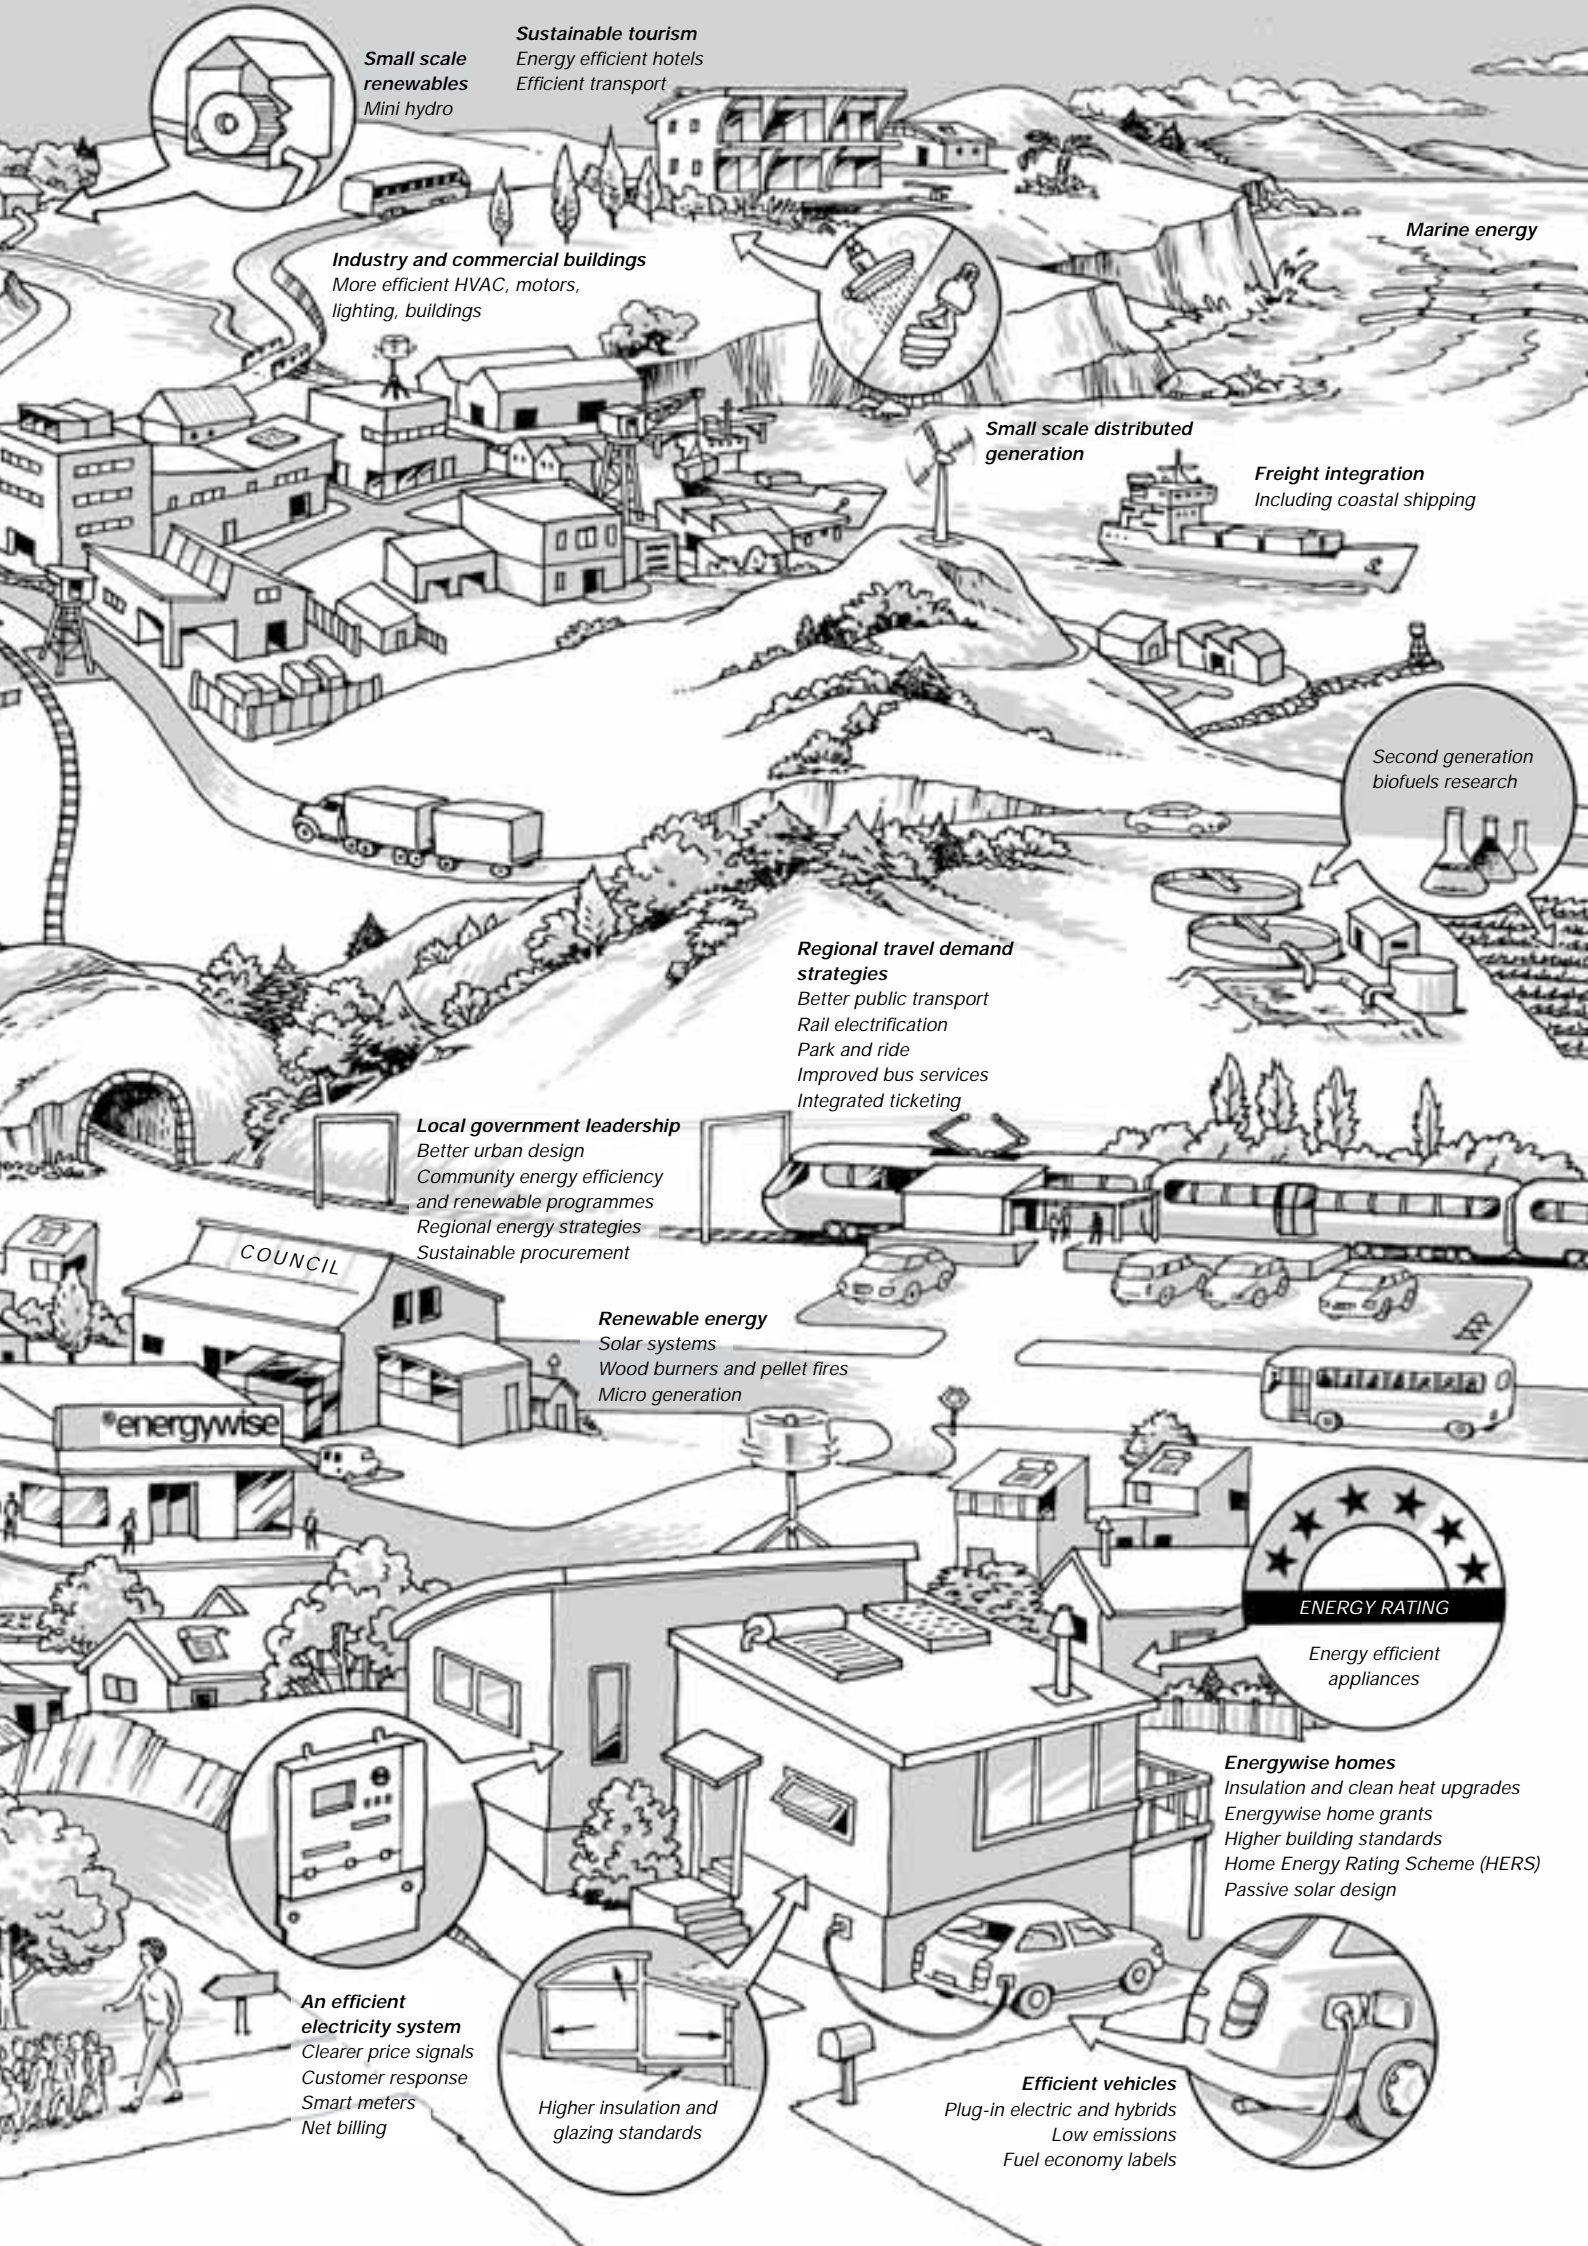 Sustainable tourism
Energy efficient hotels
Efficient transport
Small scale
renewables
Mini hydro
Marine energy
Industry and commercial buildings
More efficient HVAC, motors,
lighting, buildings
Small scale distributed
generation
Freight integration
Including coastal shipping
Second generation
biofuels research
Regional travel demand
strategies
Better public transport
Rail electrification
Park and ride
Improved bus services
Integrated ticketing
Local government leadership
Better urban design
Community energy efficiency
and renewable programmes
Regional energy strategies
Sustainable procurement
COUNCIL
Renewable energy
Solar systems
Wood burners and pellet fires
Micro generation
energywise
ENERGY RATING
Energy efficient
appliances
Energywise homes
Insulation and clean heat upgrades
Energywise home grants
Higher building standards
Home Energy Rating Scheme (HERS)
Passive solar design
An efficient
electricity system
Clearer price signals
Customer response
Smart meters
Net billing
Higher insulation and
glazing standards
Efficient vehicles
Plug-in electric and hybrids
Low emissions
Fuel economy labels